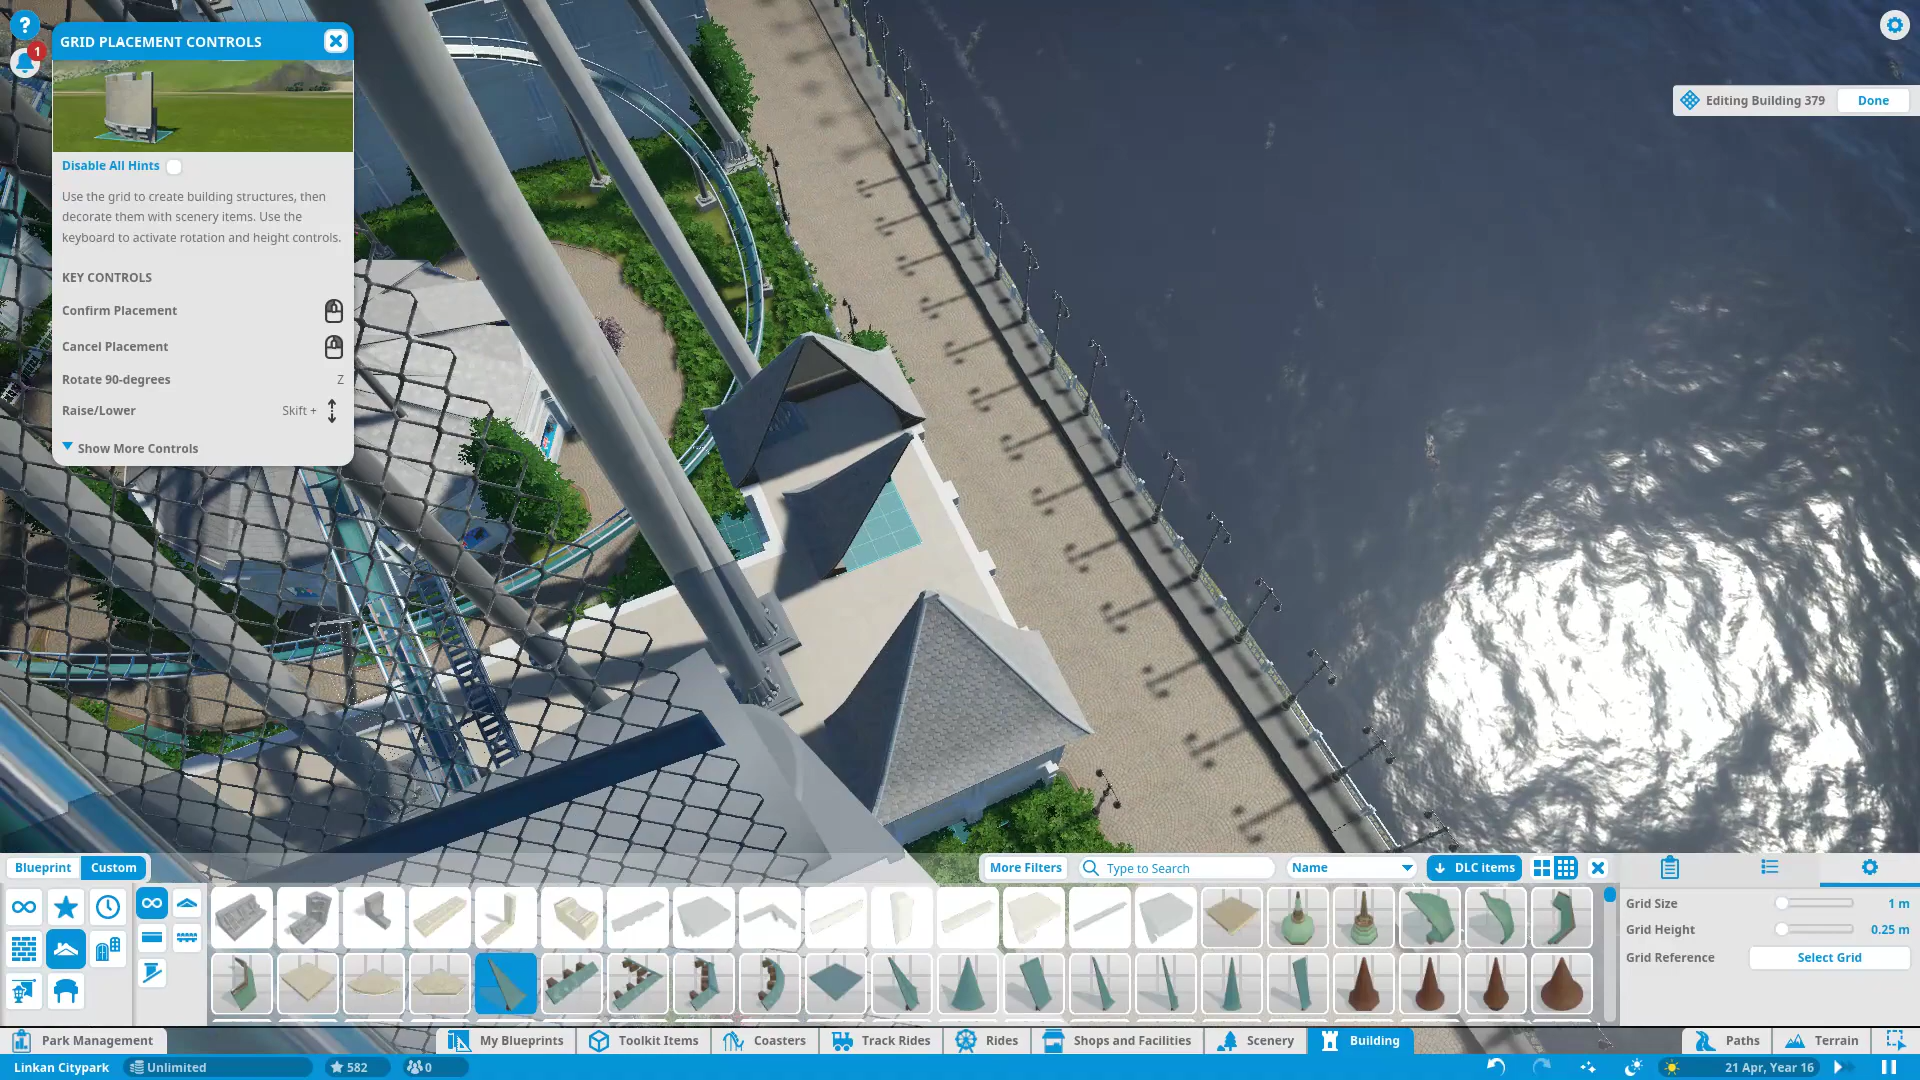 ?
1
GRID PLACEMENT CONTROLS
Disable All Hints
Use the grid to create building structures, then
decorate them with scenery items. Use the
keyboard to activate rotation and height controls.
KEY CONTROLS
Confirm Placement
Cancel Placement
Rotate 90-degrees Z
Raise/Lower Skift +
Show More Controls
Editing Building 379 Done
Blueprint Custom More Filters Type to Search Name DLC items
Grid Size 1 m
Grid Height 0.25 m
Grid Reference Select Grid
Park Management My Blueprints Toolkit Items Coasters Track Rides Rides Shops and Facilities Scenery Building Paths Terrain
Linkan Citypark Unlimited 582 0 21 Apr, Year 16